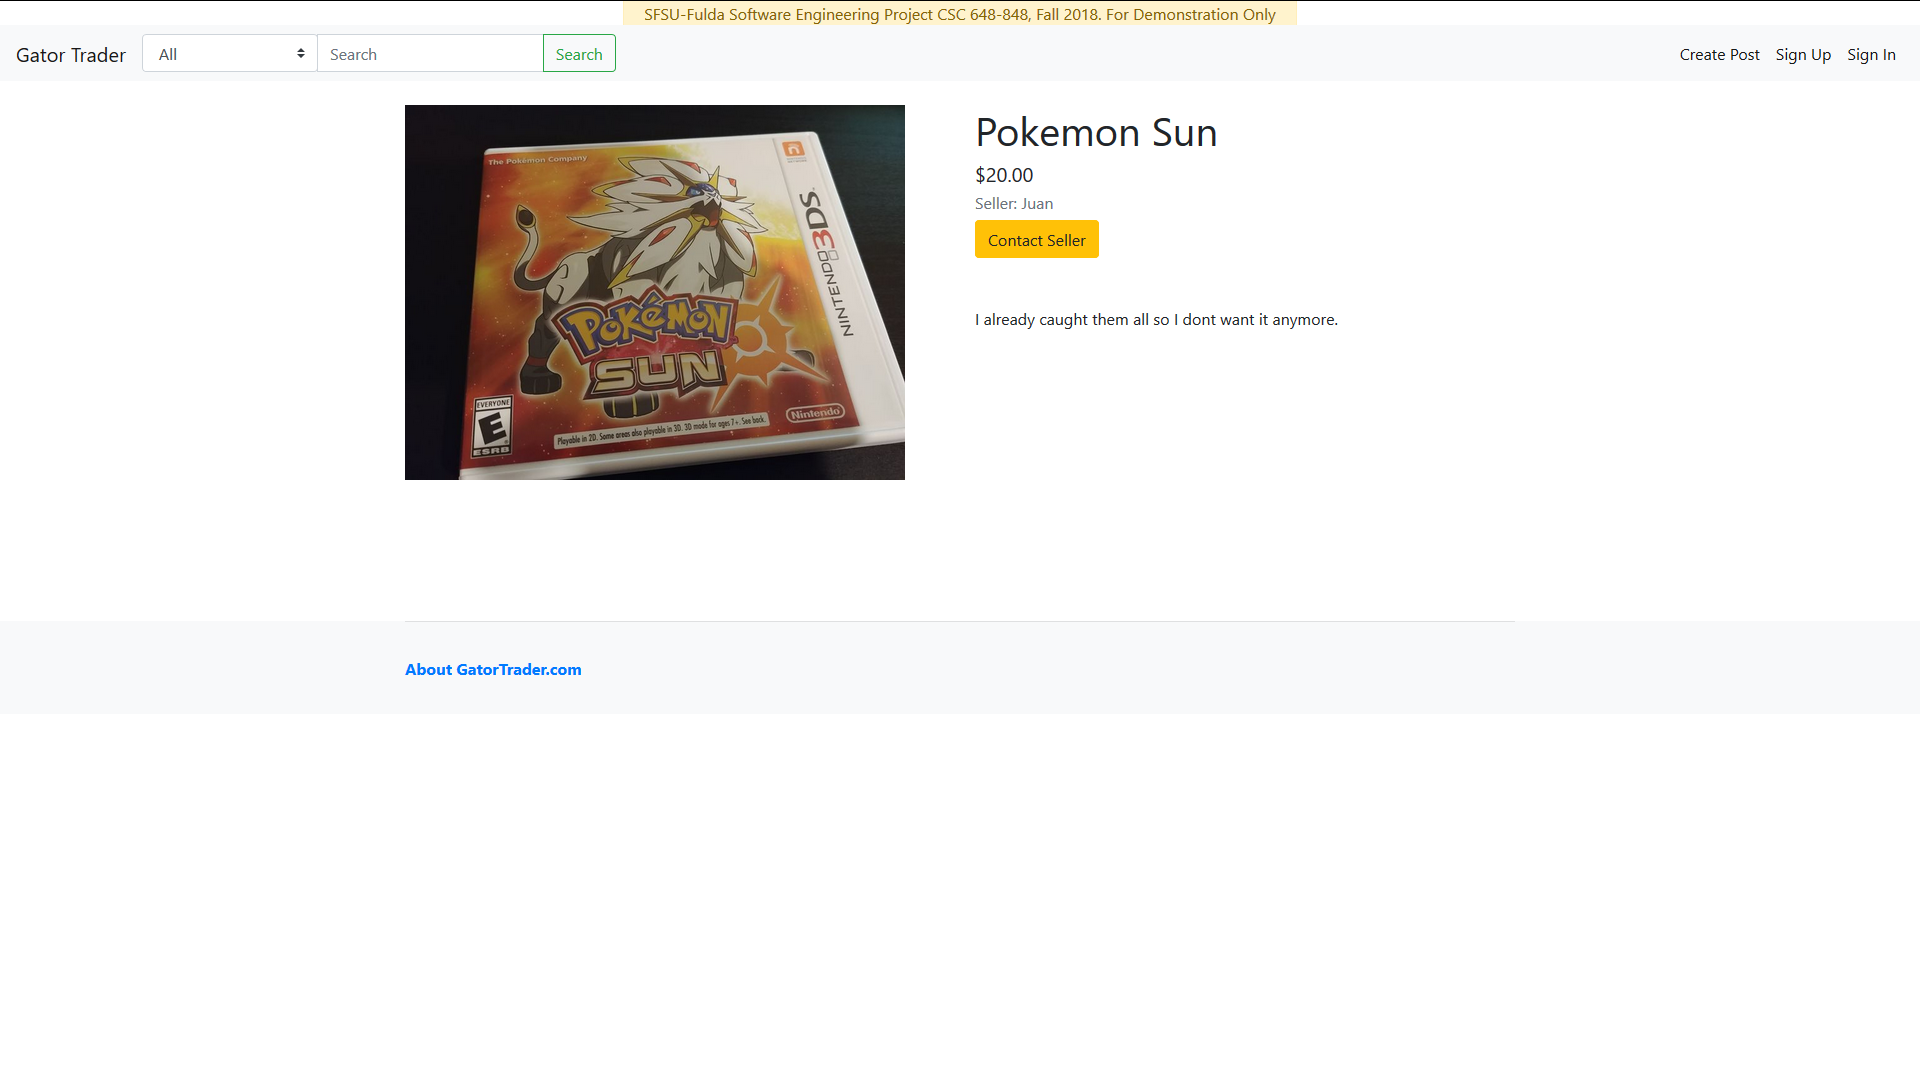 SFSU-Fulda Software Engineering Project CSC 648-848, Fall 2018. For Demonstration Only
Gator Trader
All
Search
Search
Create Post
Sign Up
Sign In
The Pokémon Company
NINTENDO 3DS
POKéMON
SUN
EVERYONE
E
ESRB
Playable in 2D. Some areas also playable in 3D. 3D mode for ages 7+. See back.
Nintendo
Pokemon Sun
$20.00
Seller: Juan
Contact Seller
I already caught them all so I dont want it anymore.
About GatorTrader.com